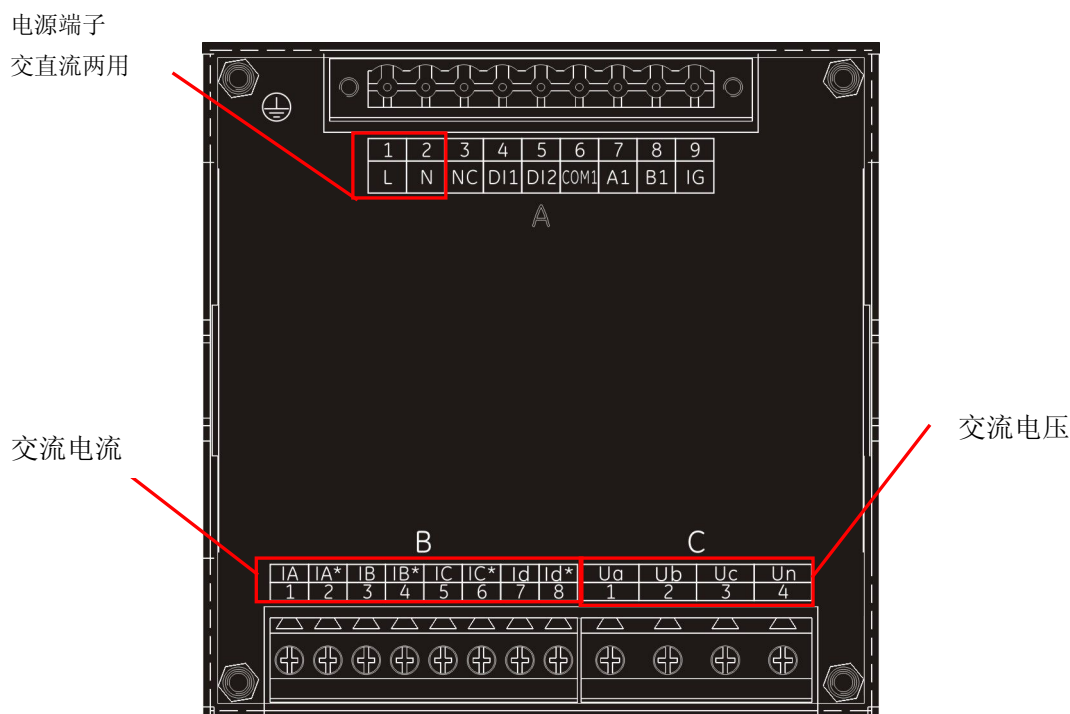 电源端子
交直流两用
1 2 3 4 5 6 7 8 9
L N NC DI1 DI2 COM1 A1 B1 IG
A
交流电压
交流电流
B C
IA IA* IB IB* IC IC* Id Id* Ua Ub Uc Un
1 2 3 4 5 6 7 8 1 2 3 4